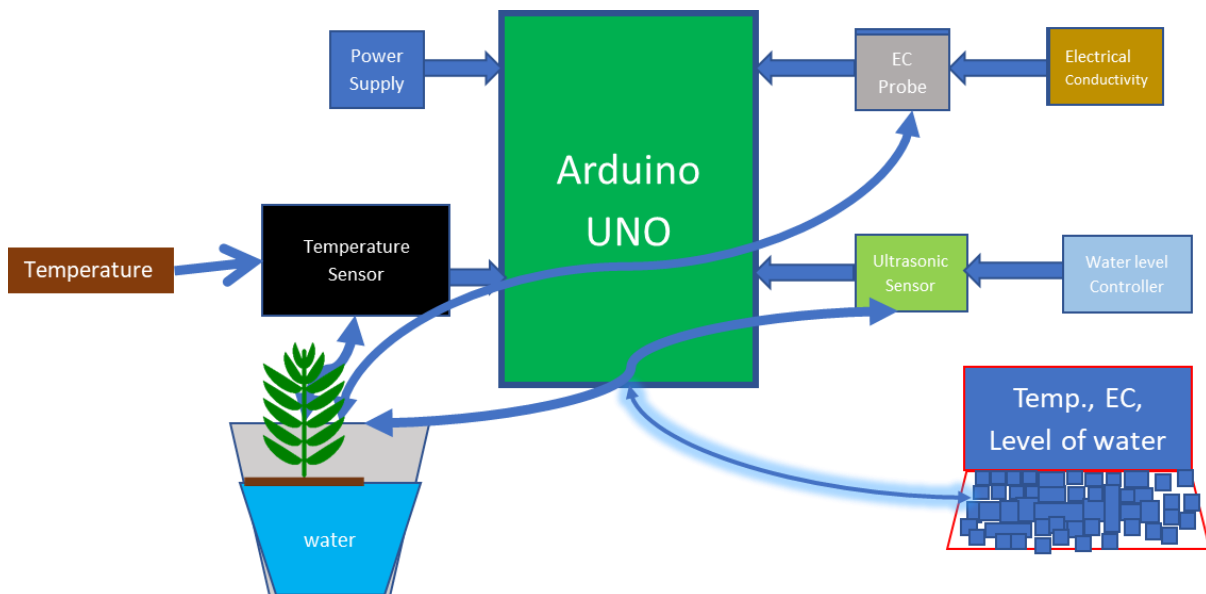 Power
Supply
Arduino
UNO
EC
Probe
Electrical
Conductivity
Temperature
Temperature
Sensor
Ultrasonic
Sensor
Water level
Controller
Temp., EC,
Level of water
water